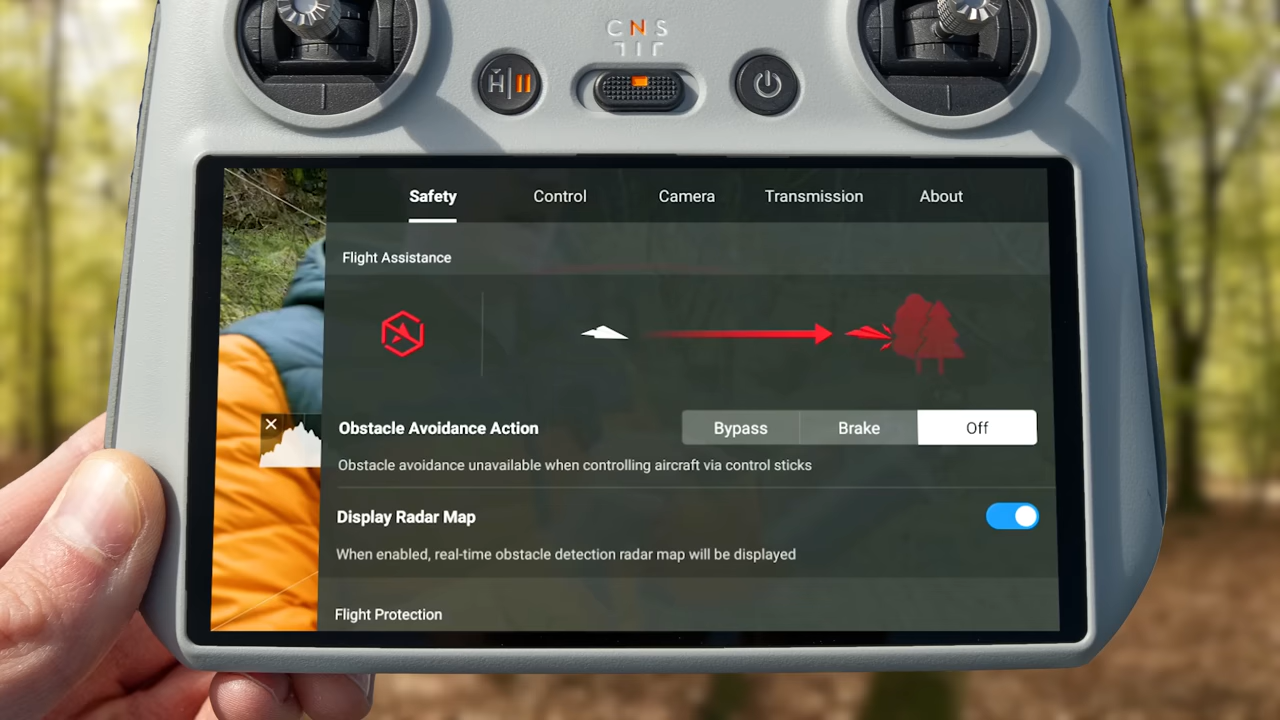 C N S
H
Safety Control Camera Transmission About
Flight Assistance
Obstacle Avoidance Action Bypass Brake Off
Obstacle avoidance unavailable when controlling aircraft via control sticks
Display Radar Map
When enabled, real-time obstacle detection radar map will be displayed
Flight Protection